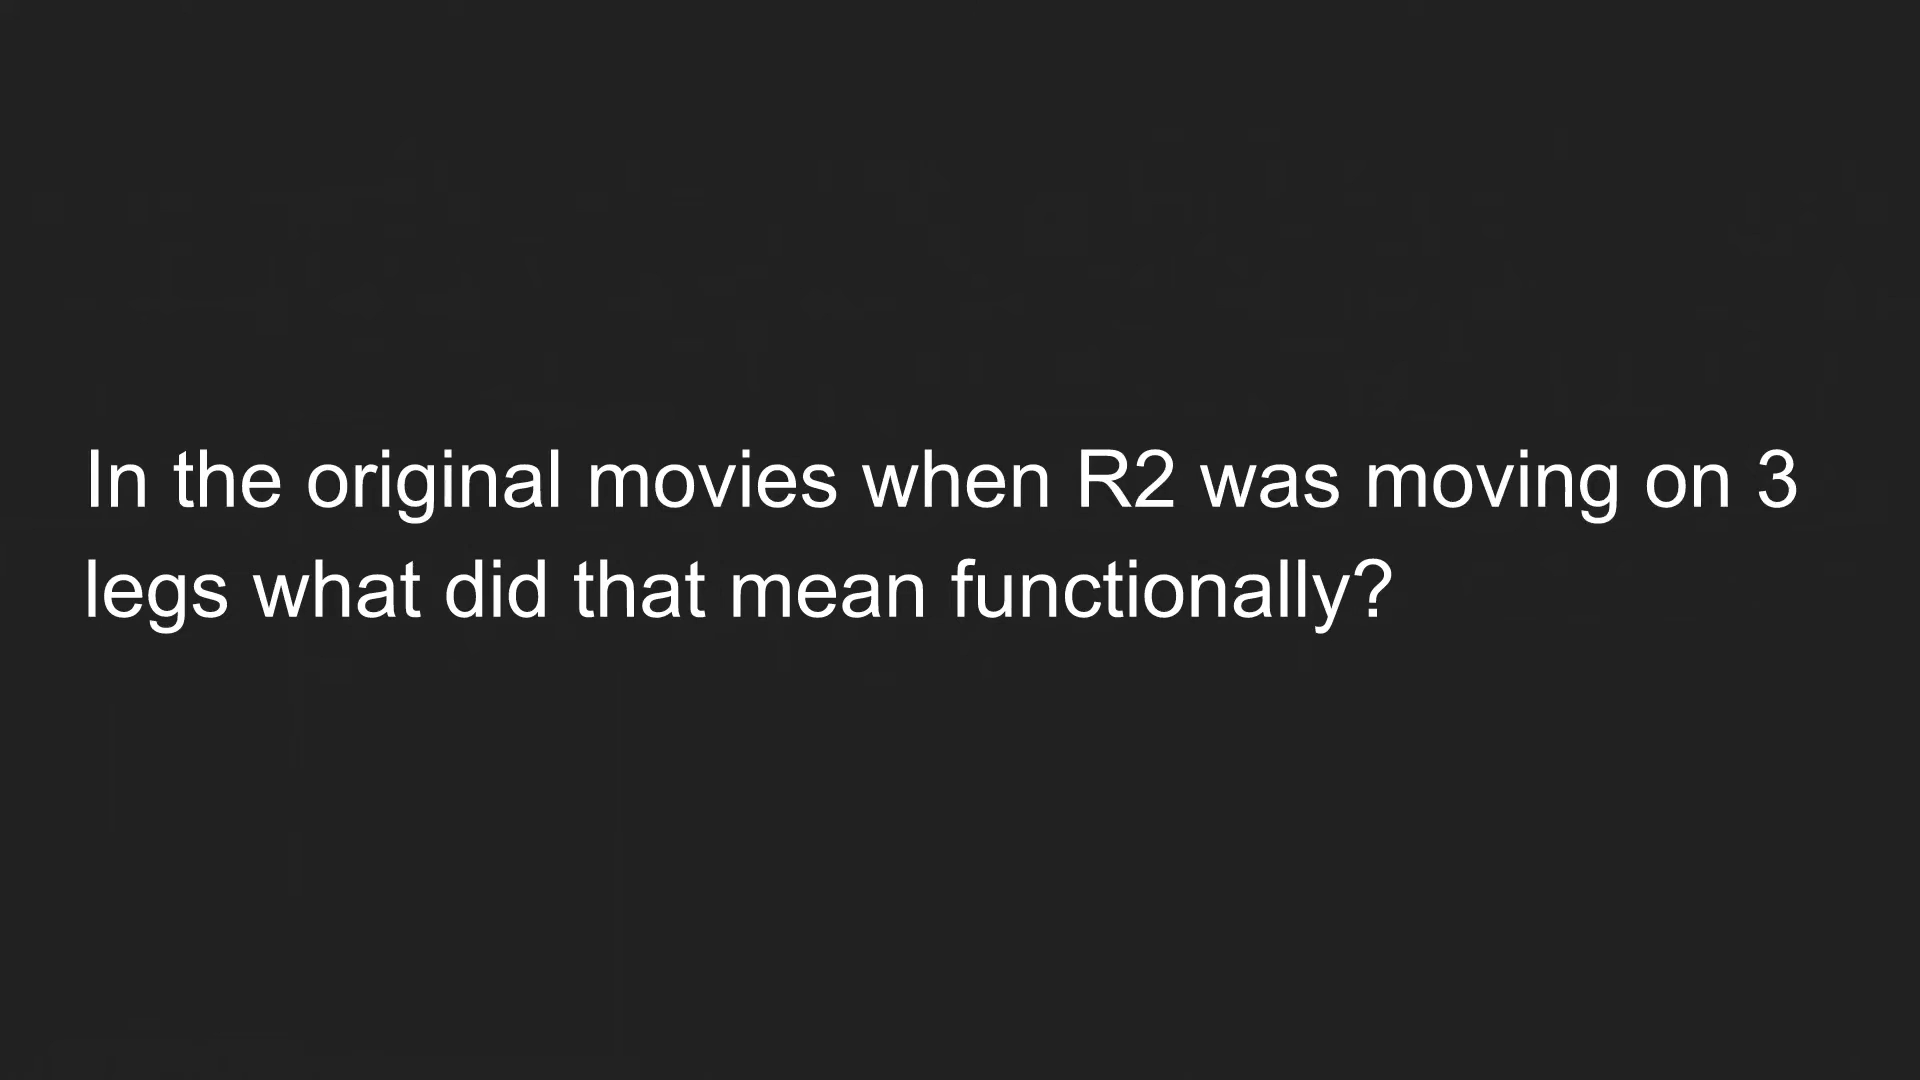 In the original movies when R2 was moving on 3
legs what did that mean functionally?